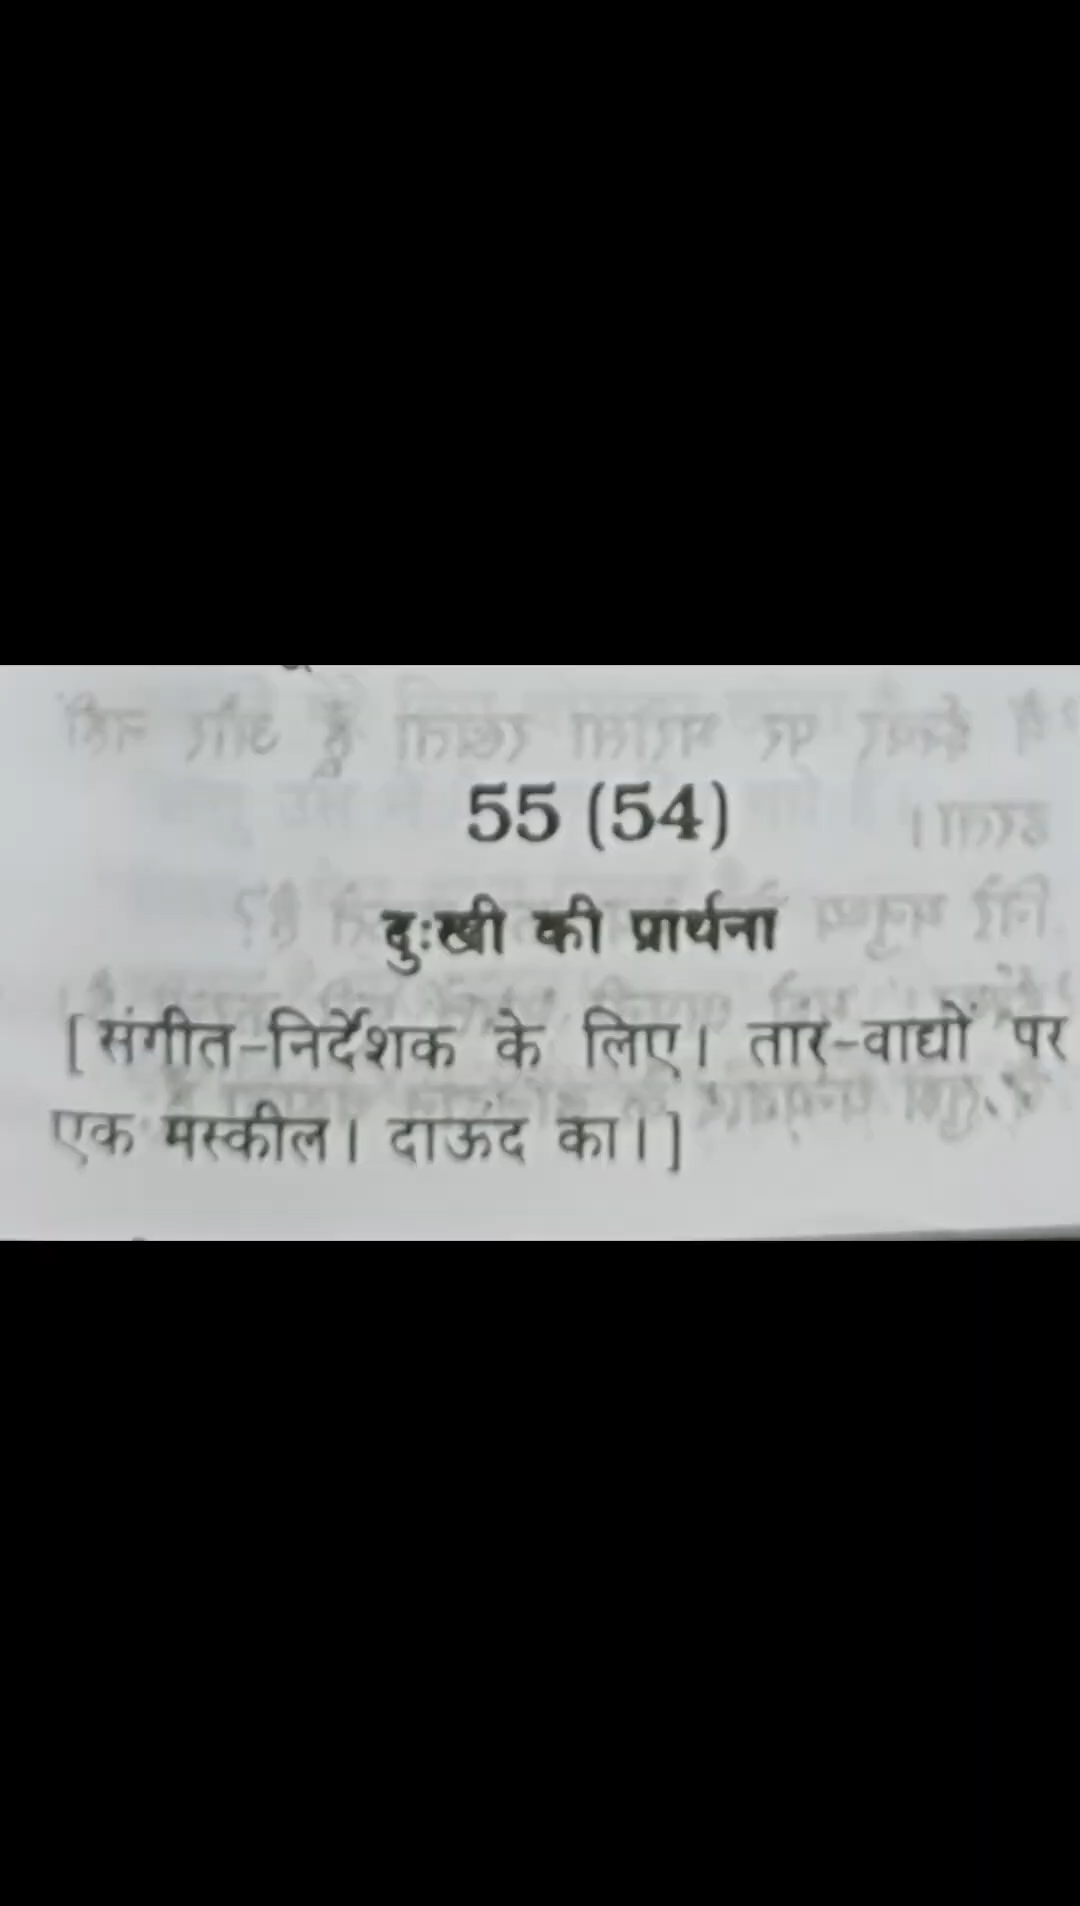 55 (54)
दुःखी की प्रार्थना
[संगीत-निर्देशक के लिए। तार-वाद्यों पर
एक मस्कील। दाऊद का।]